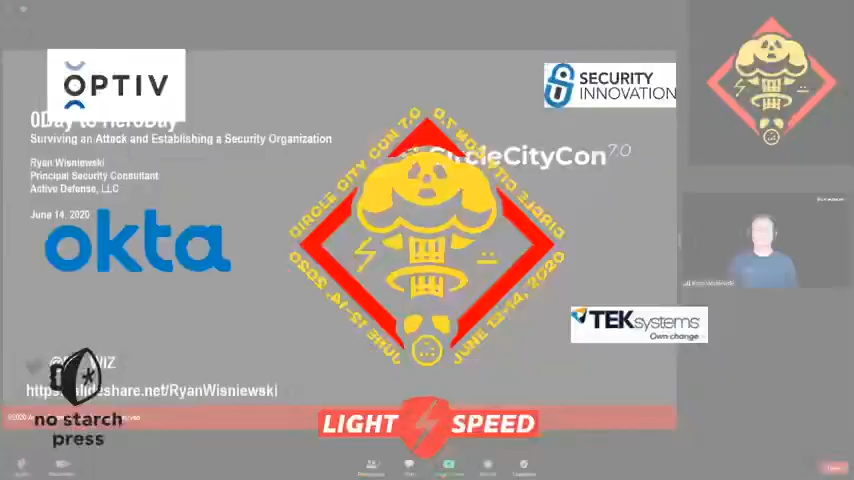 OPTIV
SECURITY
INNOVATION
0Day to HeroDay
Surviving an Attack and Establishing a Security Organization
Ryan Wisniewski
Principal Security Consultant
Active Defense, LLC
June 14, 2020
CircleCityCon 7.0
CIRCLE CITY CON 7.0
JUNE 12-14, 2020
okta
TEKsystems
Own change
WIZ
https://slideshare.net/RyanWisniewski
no starch
press
LIGHT SPEED